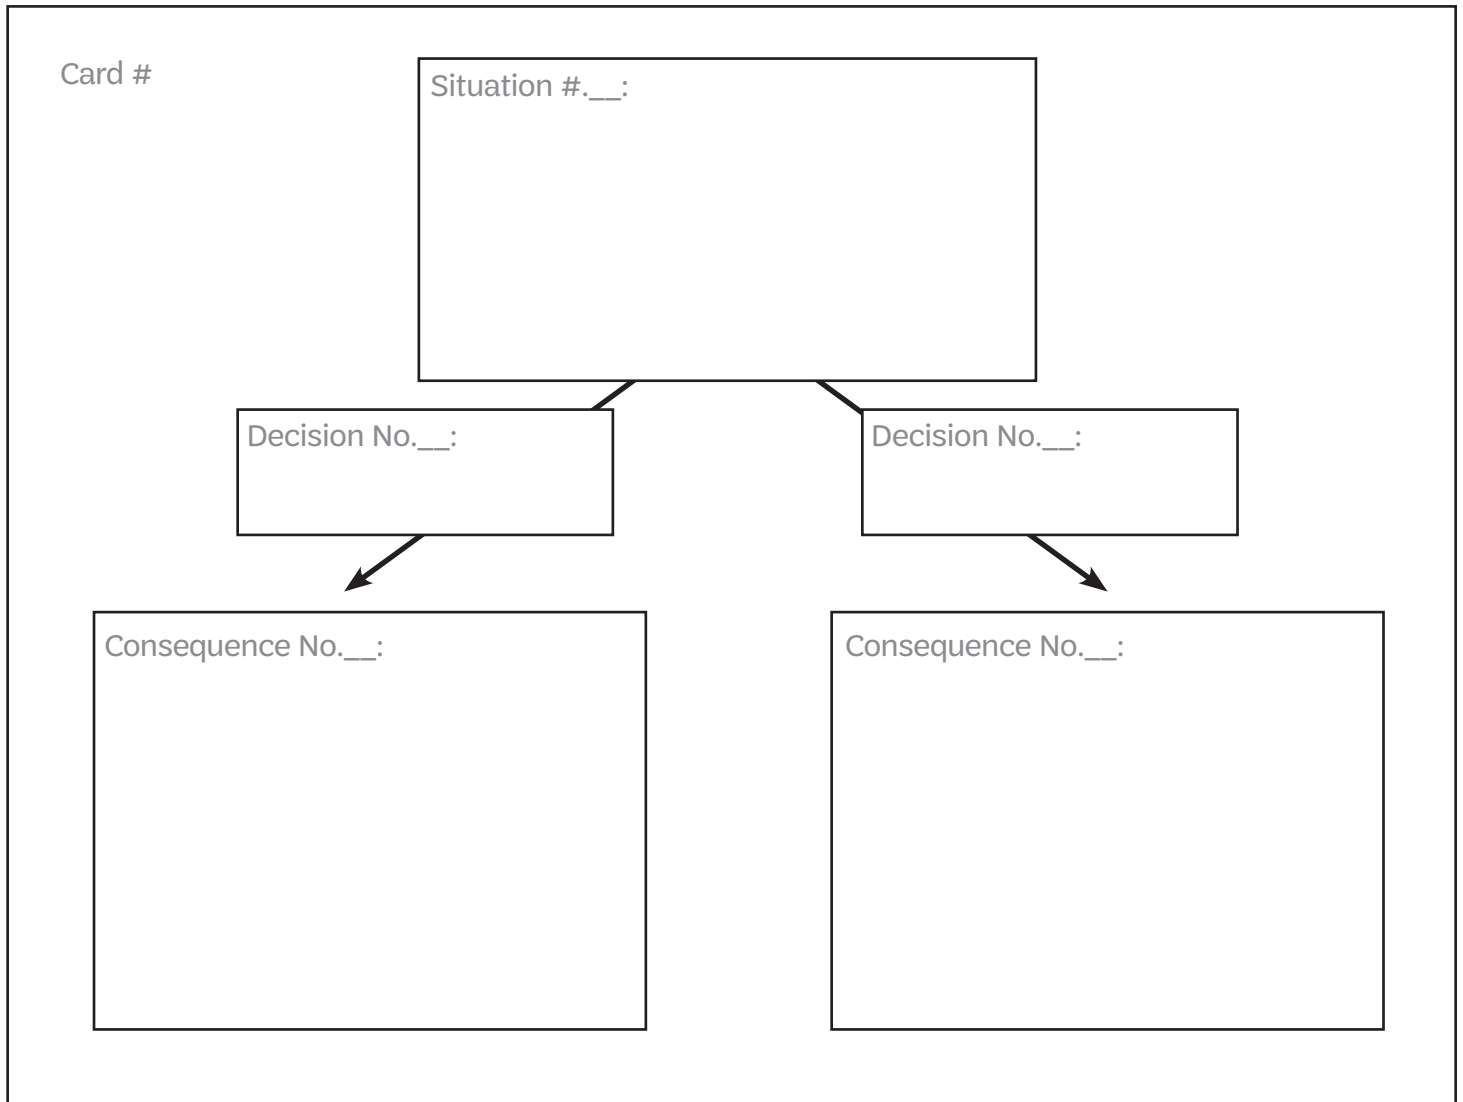 Card #
Situation #.__:
Decision No.__:
Decision No.__:
Consequence No.__:
Consequence No.__: